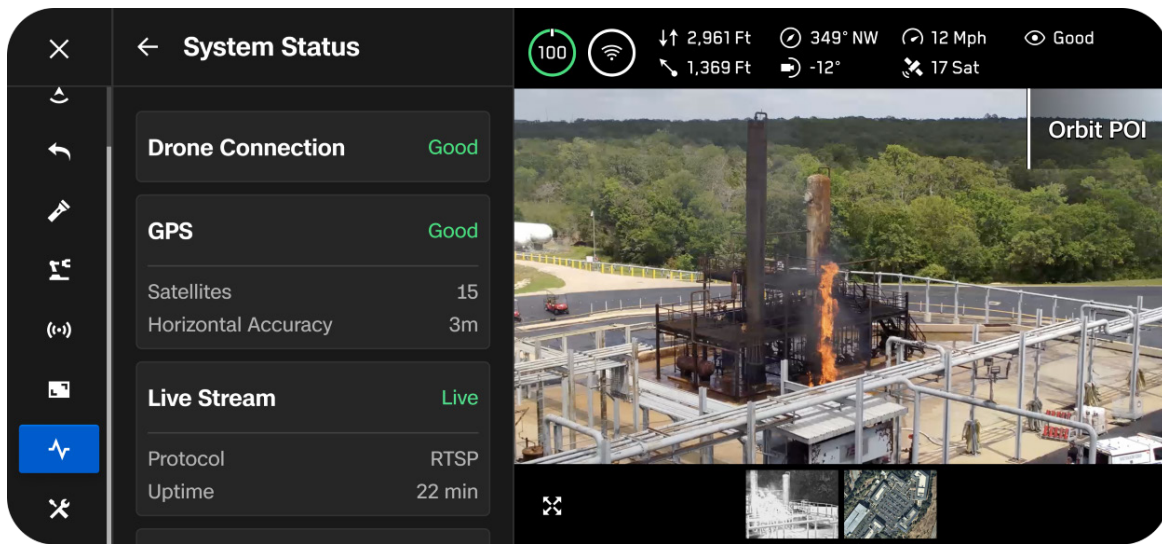 System Status
Drone Connection Good
GPS Good
Satellites 15
Horizontal Accuracy 3m
Live Stream Live
Protocol RTSP
Uptime 22 min
100
2,961 Ft 349° NW 12 Mph Good
1,369 Ft -12° 17 Sat
Orbit POI